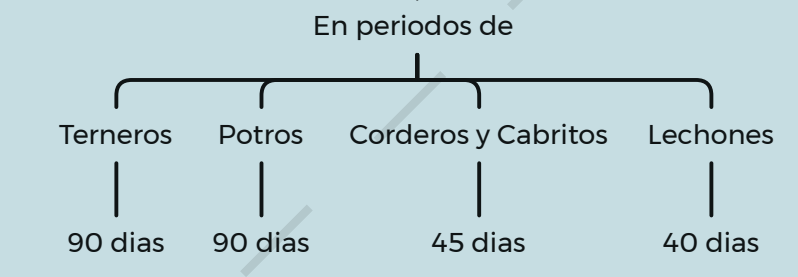 En periodos de
Terneros Potros Corderos y Cabritos Lechones
90 dias 90 dias 45 dias 40 dias